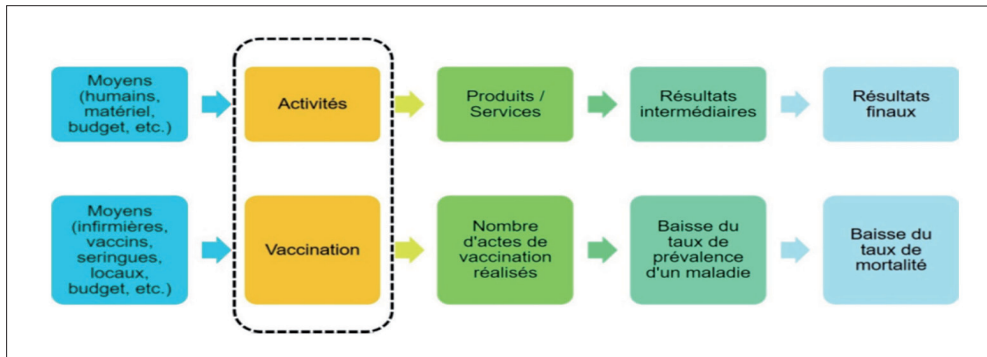 Moyens
(humains,
matériel,
budget, etc.)
Activités
Produits /
Services
Résultats
intermédiaires
Résultats
finaux
Moyens
(infirmières,
vaccins,
seringues,
locaux,
budget, etc.)
Vaccination
Nombre
d'actes de
vaccination
réalisés
Baisse du
taux de
prévalence
d'un maladie
Baisse du
taux de
mortalité